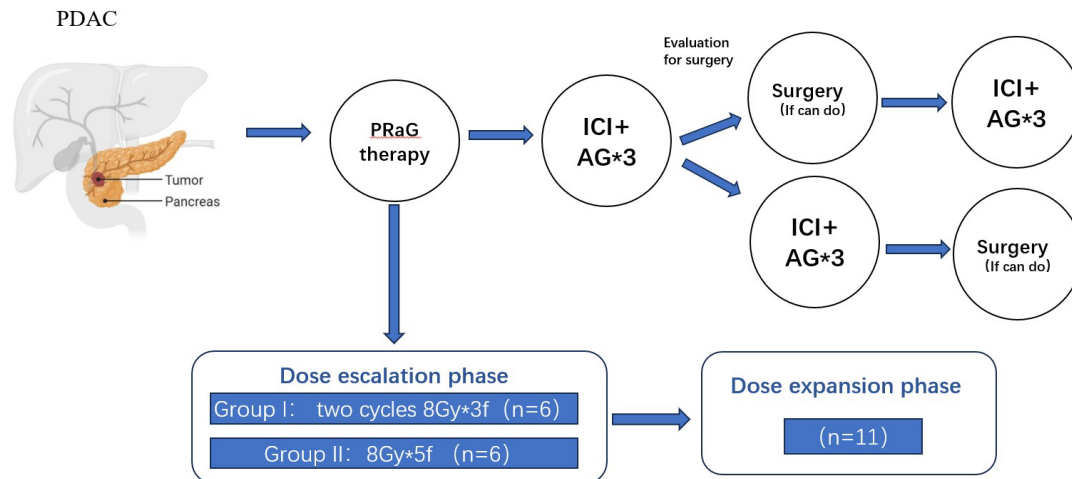 PDAC
Tumor
Pancreas
PRaG
therapy
ICI+
AG*3
Evaluation
for surgery
Surgery
(If can do)
ICI+
AG*3
ICI+
AG*3
Surgery
(If can do)
Dose escalation phase
Group I： two cycles 8Gy*3f（n=6）
Group II：8Gy*5f （n=6）
Dose expansion phase
（n=11）